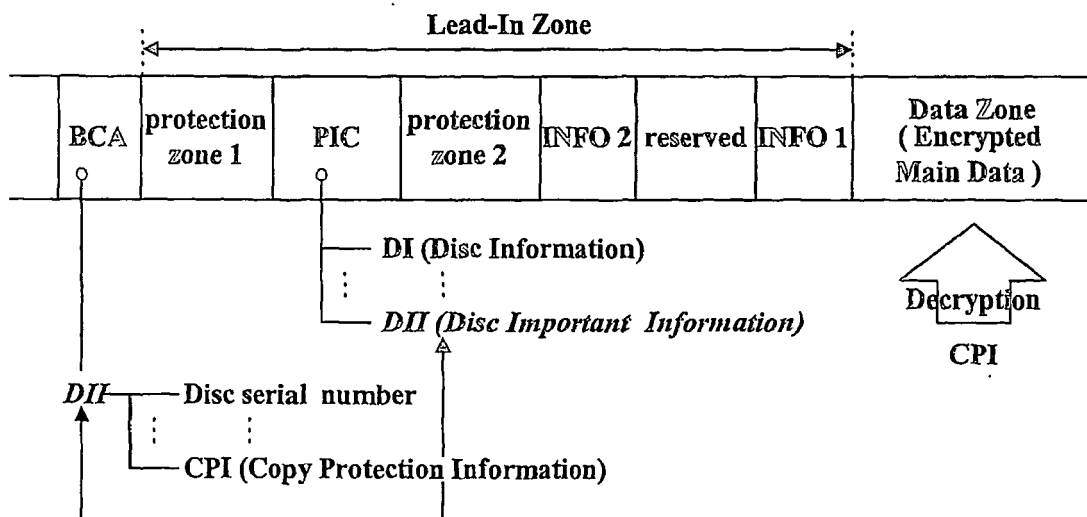 Lead-In Zone
BCA
protection
zone 1
PIC
protection
zone 2
INFO 2
reserved
INFO 1
Data Zone
( Encrypted
Main Data )
DI (Disc Information)
DII (Disc Important Information)
Decryption
CPI
DII
Disc serial number
CPI (Copy Protection Information)